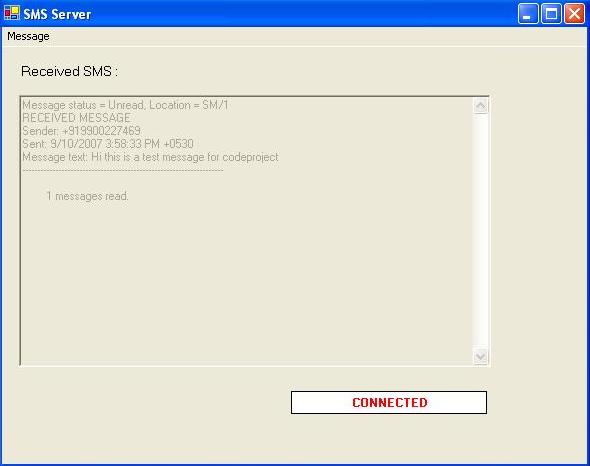 SMS Server
Message
Received SMS :
Message status = Unread, Location = SM/1
RECEIVED MESSAGE
Sender: +919900227469
Sent: 9/10/2007 3:58:33 PM +0530
Message text: Hi this is a test message for codeproject
------------------------------------------------------------
1 messages read.
CONNECTED